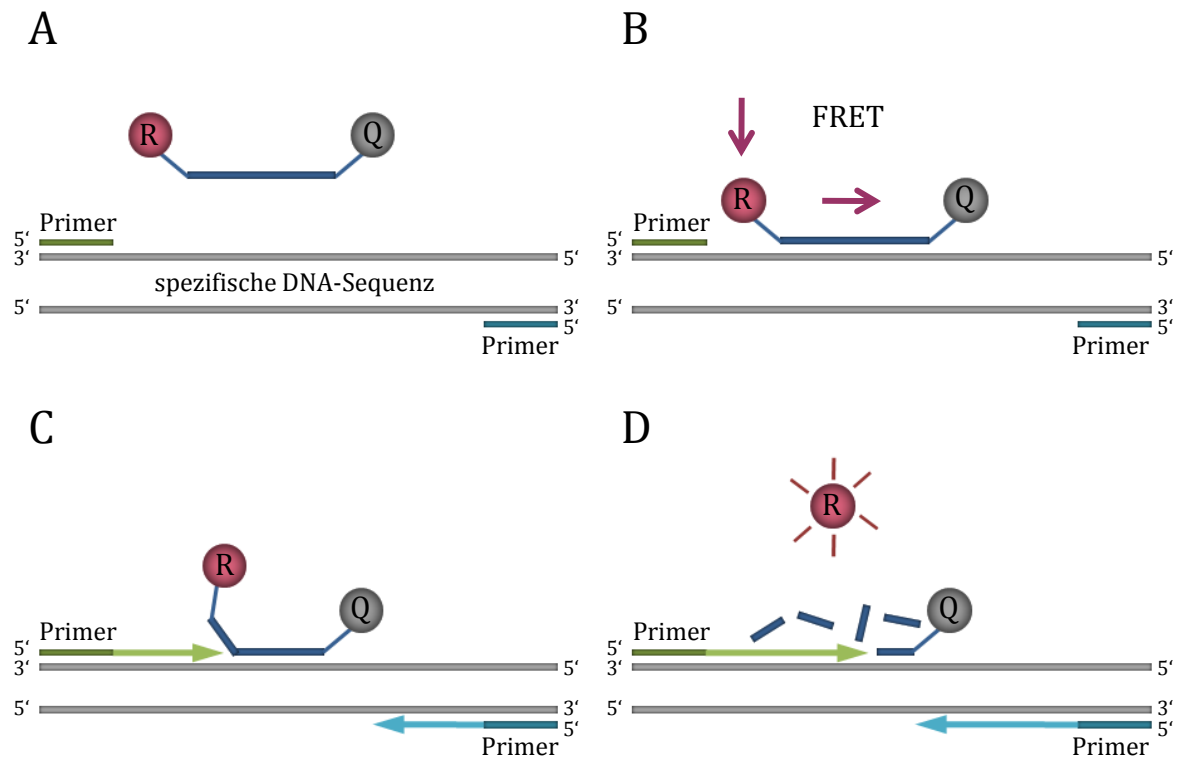 A
R
Q
Primer
5‘
3‘
5‘
spezifische DNA-Sequenz
5‘
3‘
5‘
Primer
B
FRET
R
Q
Primer
5‘
3‘
5‘
5‘
3‘
5‘
Primer
C
R
Q
Primer
5‘
3‘
5‘
5‘
3‘
5‘
Primer
D
R
Q
Primer
5‘
3‘
5‘
5‘
3‘
5‘
Primer